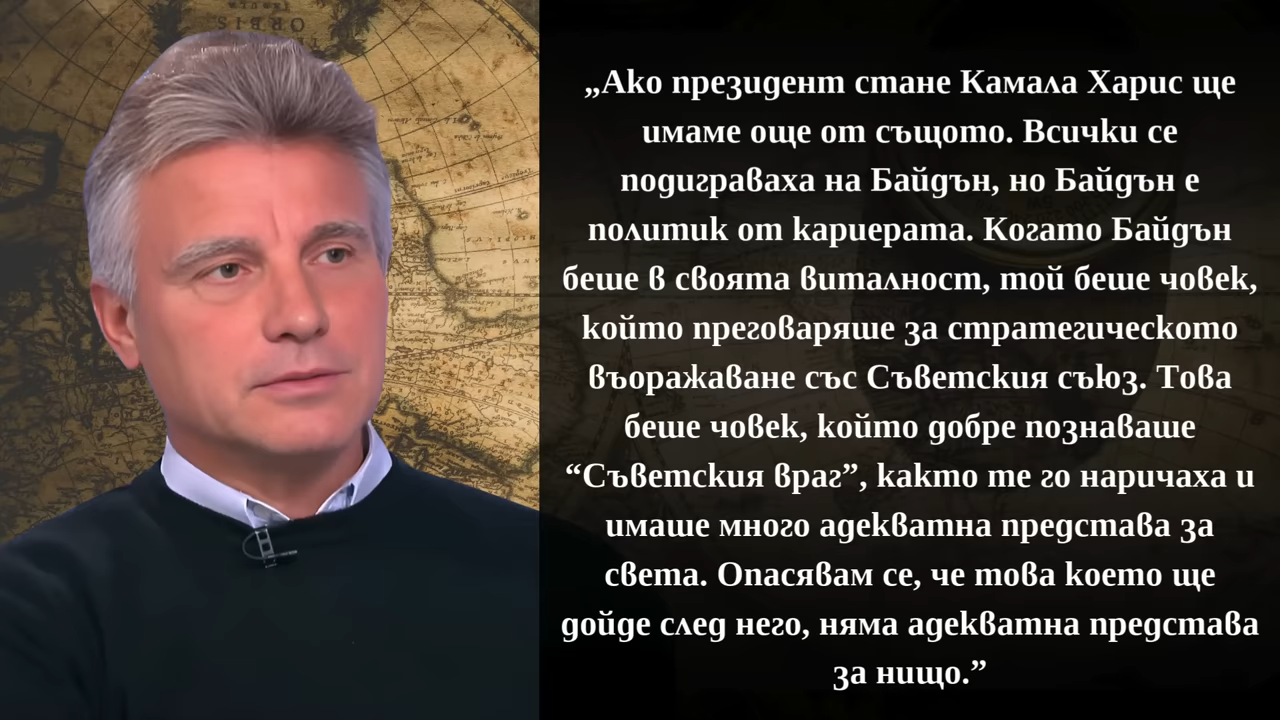 „Ако президент стане Камала Харис ще
имаме още от същото. Всички се
подиграваха на Байдън, но Байдън е
политик от кариерата. Когато Байдън
беше в своята виталност, той беше човек,
който преговаряше за стратегическото
въоражаване със Съветския съюз. Това
беше човек, който добре познаваше
“Съветския враг”, както те го наричаха и
имаше много адекватна представа за
света. Опасявам се, че това което ще
дойде след него, няма адекватна представа
за нищо.”
ORBIS